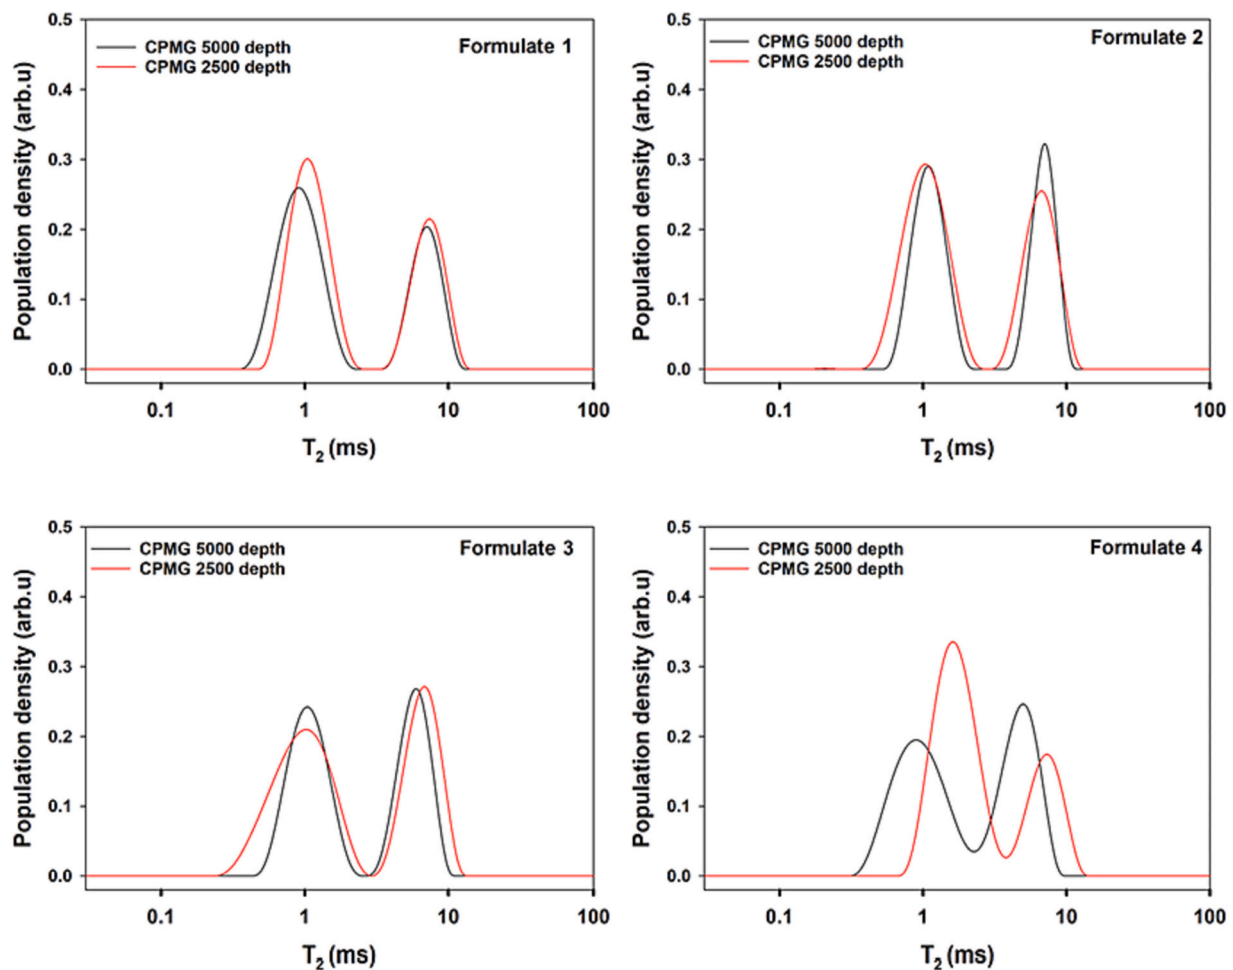 Formulate 1
CPMG 5000 depth
CPMG 2500 depth
Population density (arb.u)
0.5
0.4
0.3
0.2
0.1
0.0
0.1 1 10 100
T2 (ms)
Formulate 2
CPMG 5000 depth
CPMG 2500 depth
Population density (arb.u)
0.5
0.4
0.3
0.2
0.1
0.0
0.1 1 10 100
T2 (ms)
Formulate 3
CPMG 5000 depth
CPMG 2500 depth
Population density (arb.u)
0.5
0.4
0.3
0.2
0.1
0.0
0.1 1 10 100
T2 (ms)
Formulate 4
CPMG 5000 depth
CPMG 2500 depth
Population density (arb.u)
0.5
0.4
0.3
0.2
0.1
0.0
0.1 1 10 100
T2 (ms)